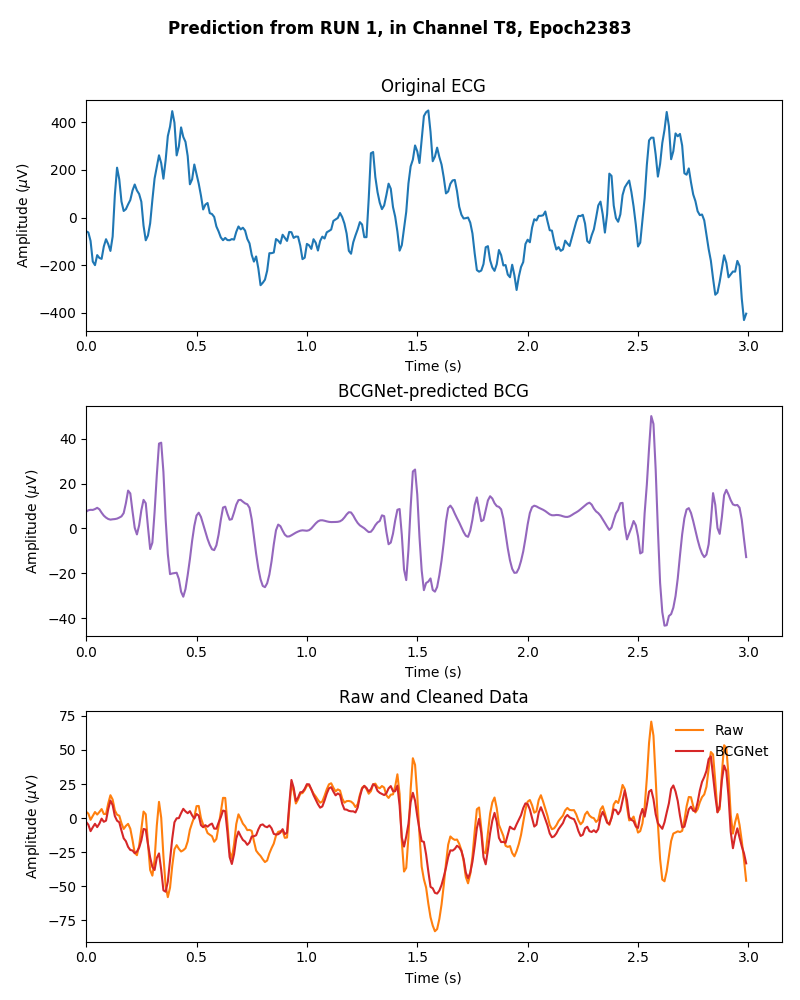 Prediction from RUN 1, in Channel T8, Epoch2383
Original ECG
Amplitude (μV)
400
200
0
−200
−400
0.0 0.5 1.0 1.5 2.0 2.5 3.0
Time (s)
BCGNet-predicted BCG
Amplitude (μV)
40
20
0
−20
−40
0.0 0.5 1.0 1.5 2.0 2.5 3.0
Time (s)
Raw and Cleaned Data
Amplitude (μV)
75
50
25
0
−25
−50
−75
Raw
BCGNet
0.0 0.5 1.0 1.5 2.0 2.5 3.0
Time (s)